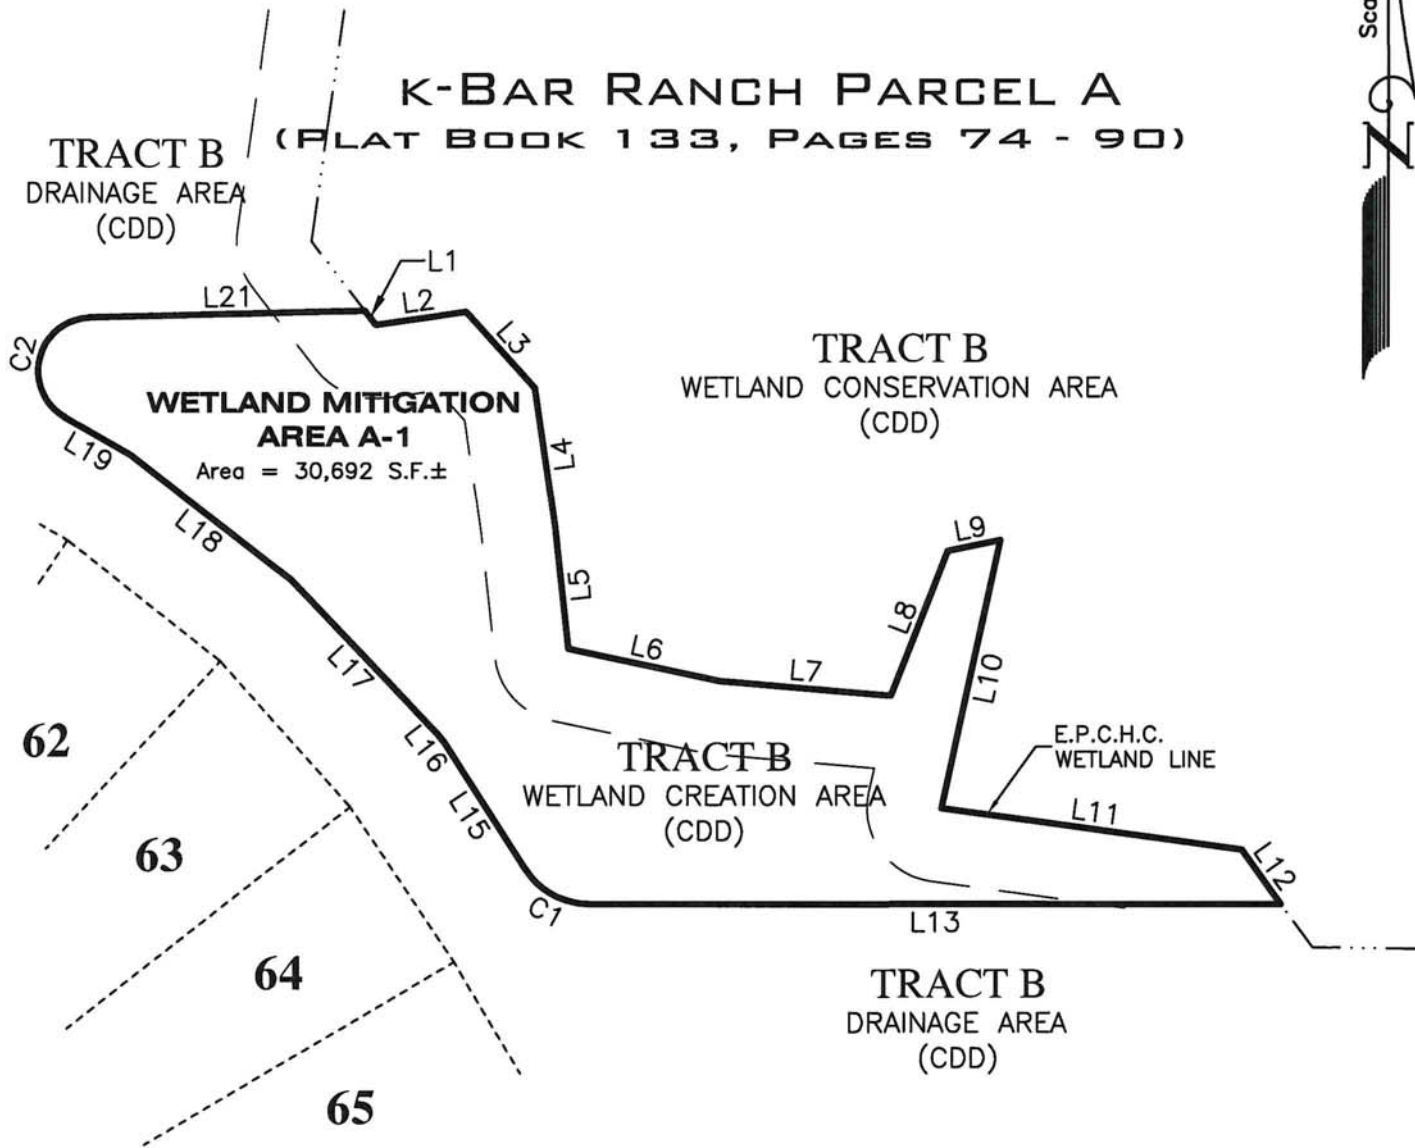 K-BAR RANCH PARCEL A
(PLAT BOOK 133, PAGES 74 - 90)
N
TRACT B
DRAINAGE AREA
(CDD)
L1
L2
L21
L3
C2
TRACT B
WETLAND CONSERVATION AREA
(CDD)
WETLAND MITIGATION
AREA A-1
Area = 30,692 S.F.±
L19
L4
L18
L9
L5
L8
L6
L17
L7
L10
62
L16
E.P.C.H.C.
WETLAND LINE
TRACT B
WETLAND CREATION AREA
(CDD)
L15
L11
63
L12
C1
L13
64
TRACT B
DRAINAGE AREA
(CDD)
65